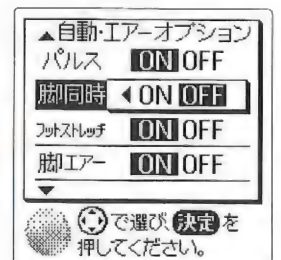 ▲自動・エアーオプション
パルス ON OFF
脚同時 ◀ON OFF
フットストレッチ ON OFF
脚エアー ON OFF
▼
で選び、決定を
押してください。